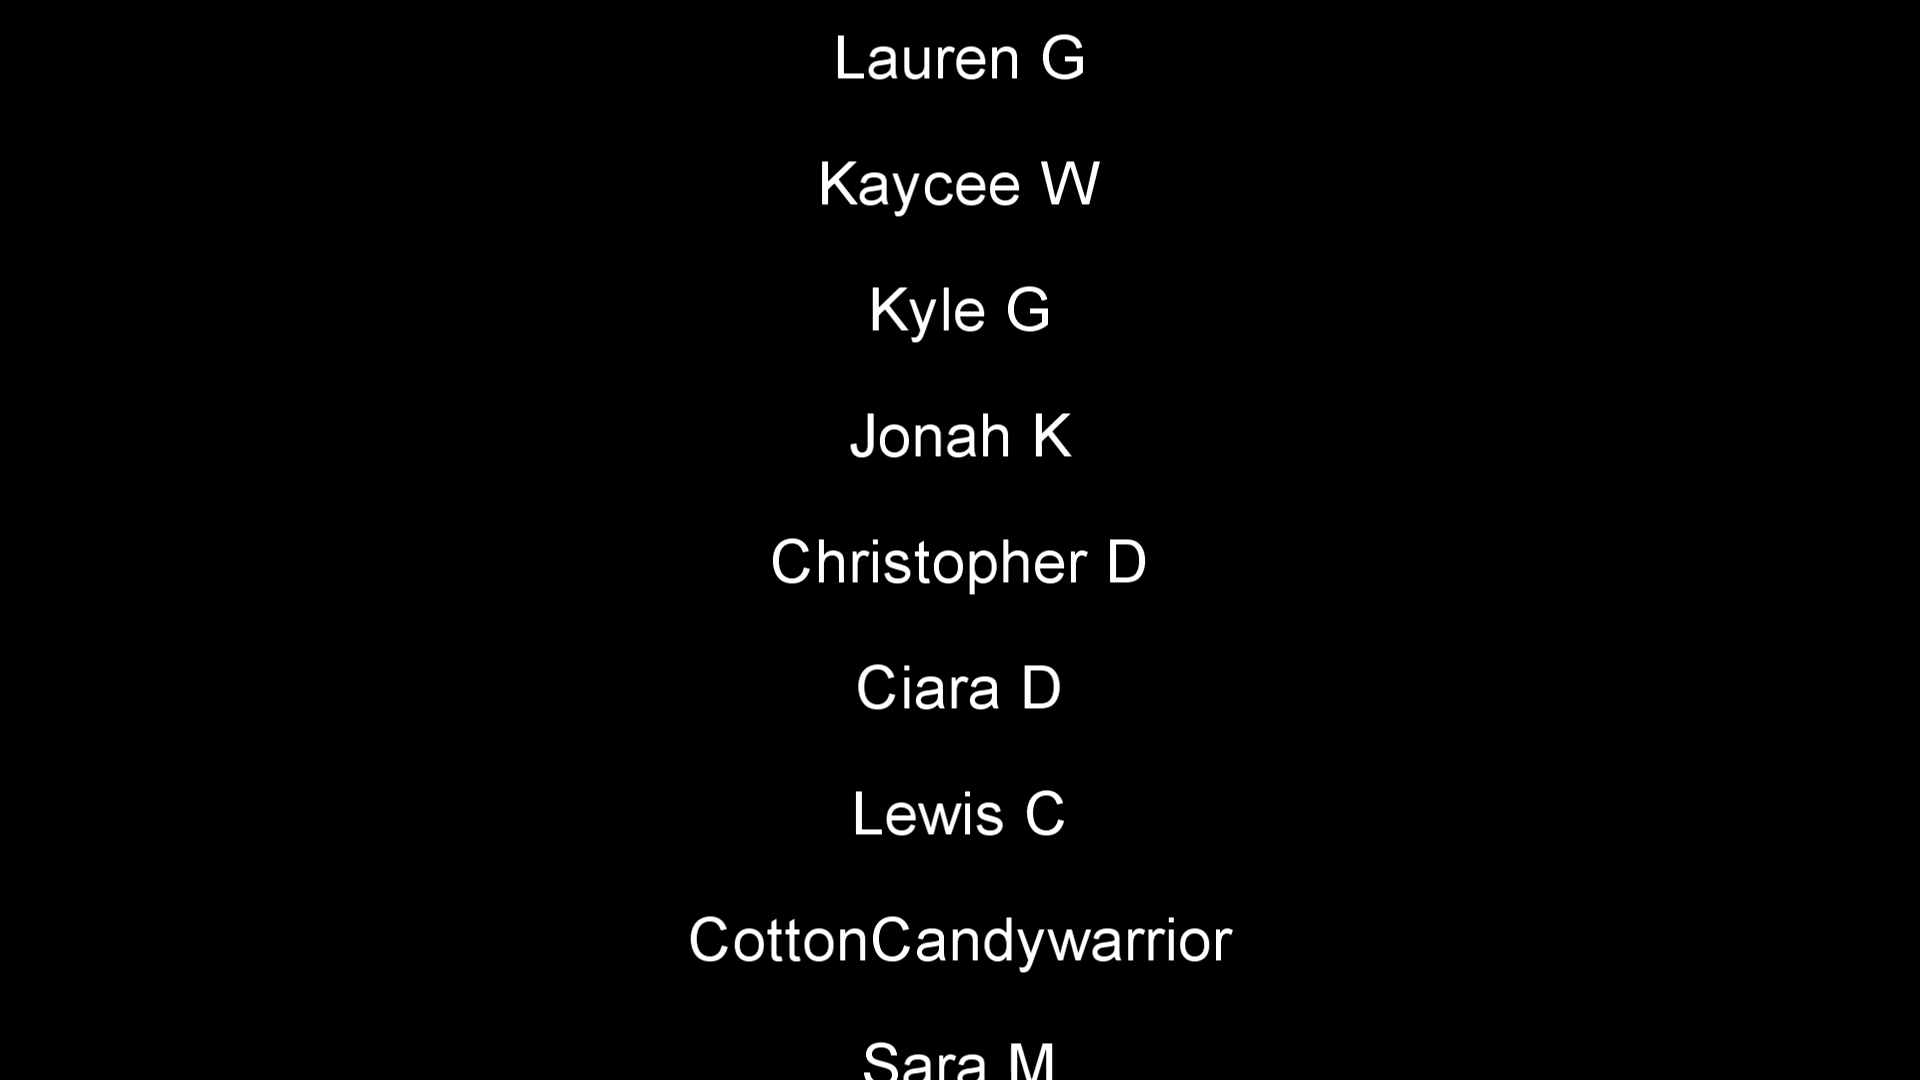 Lauren G
Kaycee W
Kyle G
Jonah K
Christopher D
Ciara D
Lewis C
CottonCandywarrior
Sara M